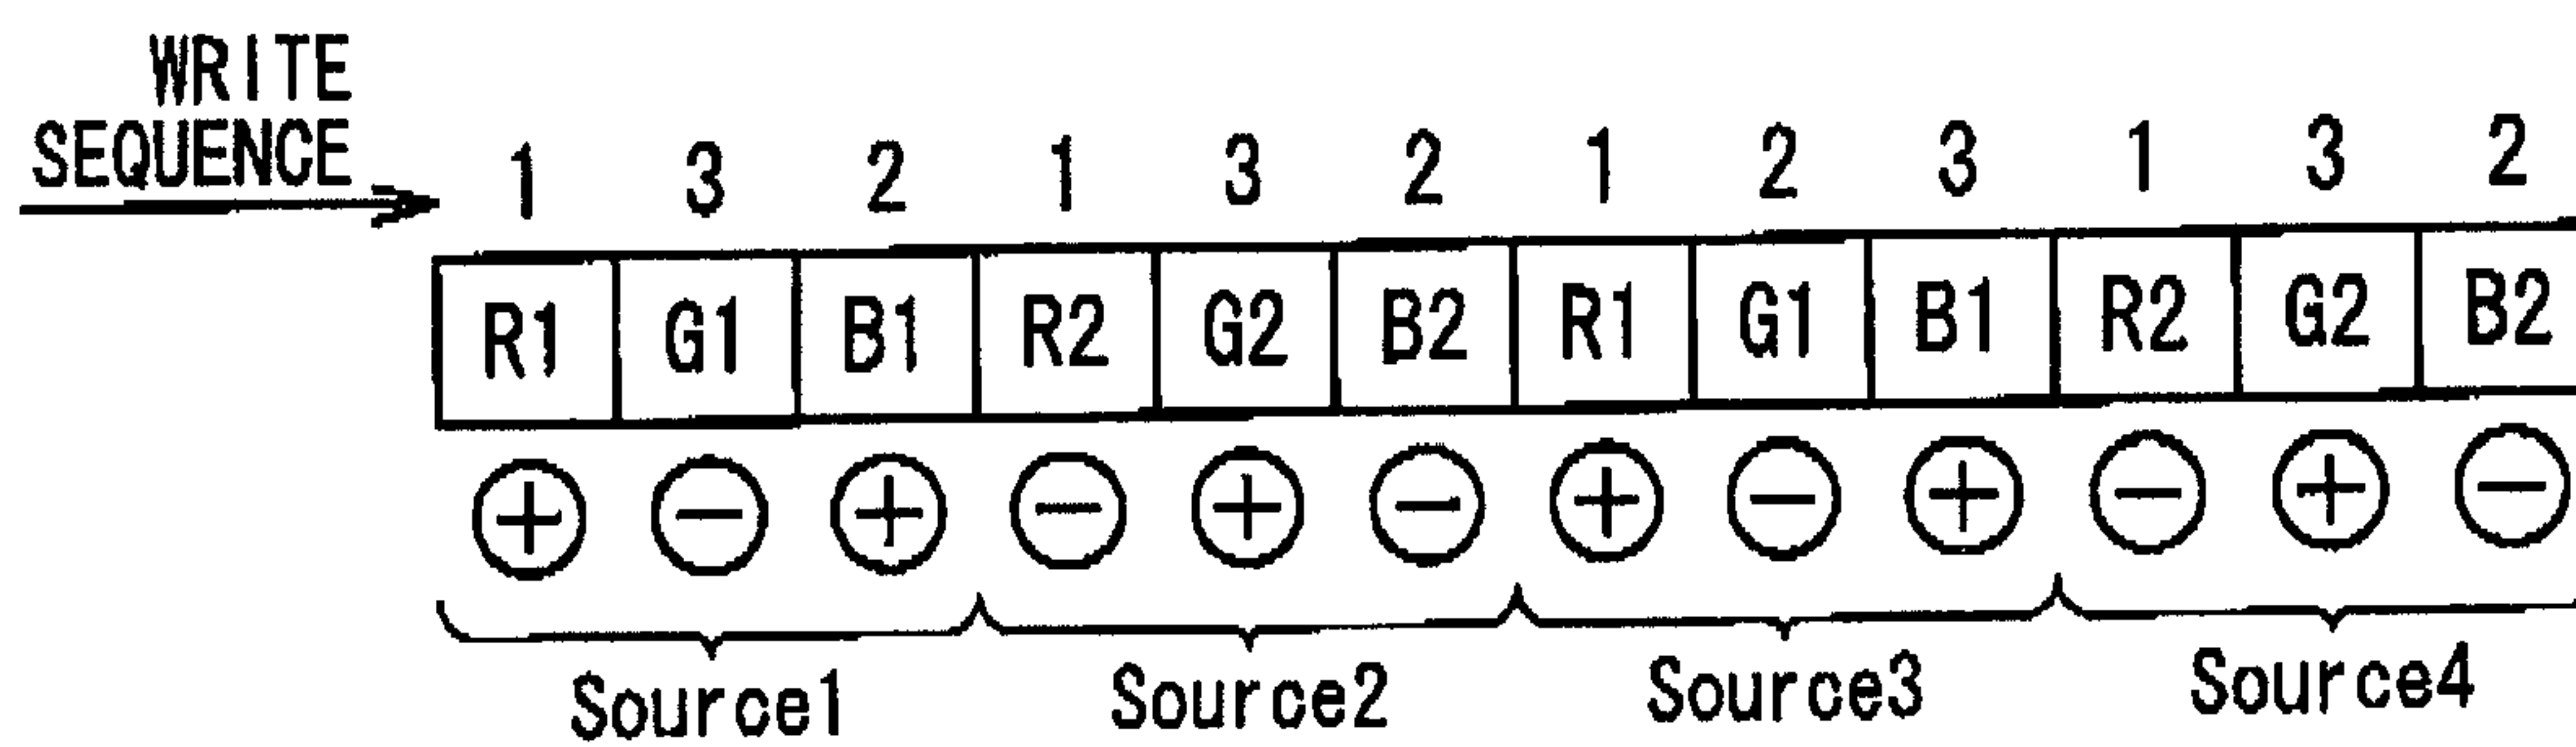 WRITE
SEQUENCE
1 3 2 1 3 2 1 2 3 1 3 2
R1 G1 B1 R2 G2 B2 R1 G1 B1 R2 G2 B2
+ − + − + − + − + − + −
Source1 Source2 Source3 Source4